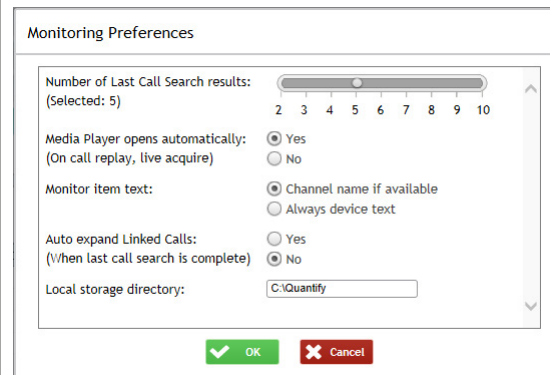 Monitoring Preferences
Number of Last Call Search results:
(Selected: 5)
2 3 4 5 6 7 8 9 10
Media Player opens automatically:
(On call replay, live acquire)
Yes
No
Monitor item text:
Channel name if available
Always device text
Auto expand Linked Calls:
(When last call search is complete)
Yes
No
Local storage directory:
C:\Quantify
OK
Cancel